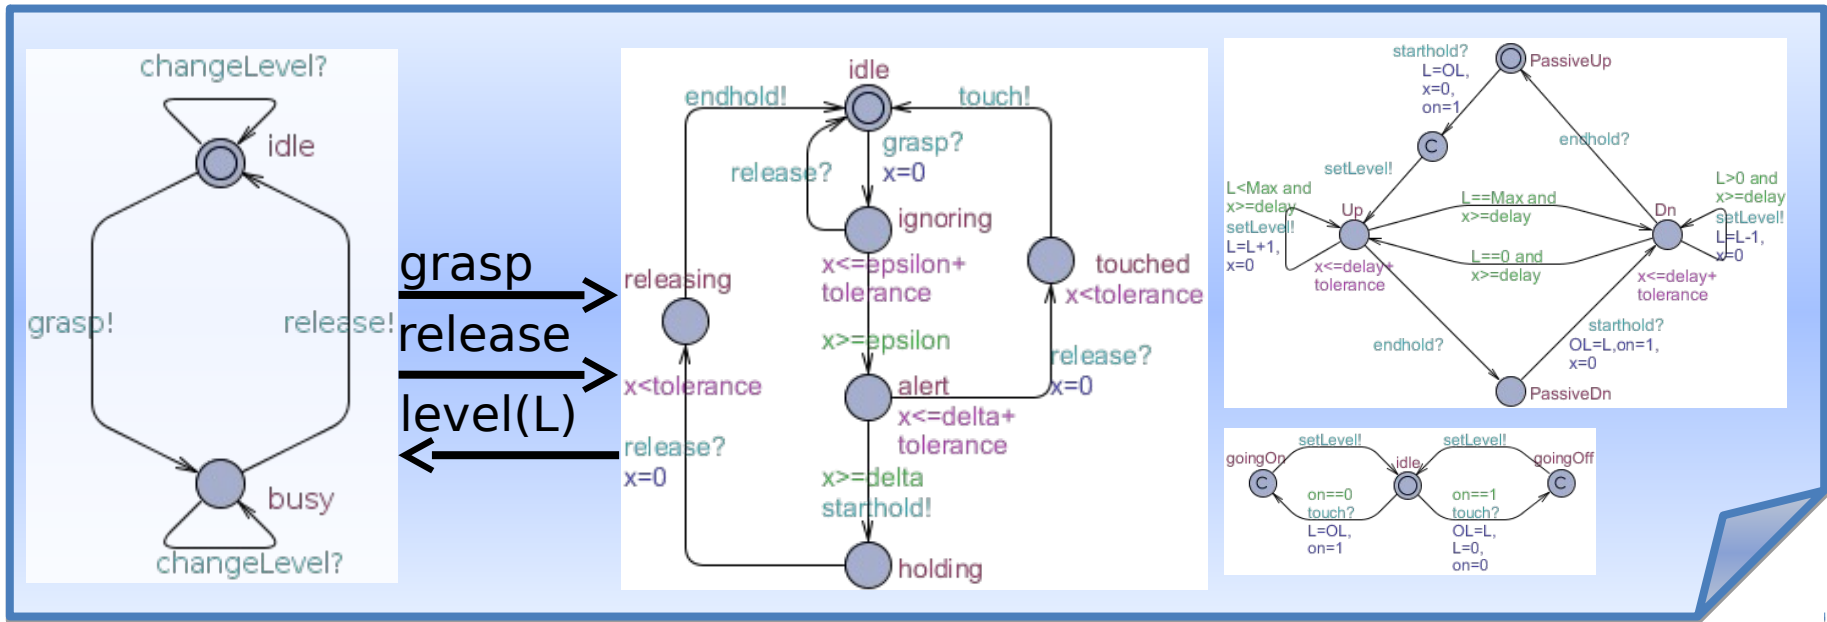 changeLevel?
idle
grasp!
release!
busy
changeLevel?
grasp
release
level(L)
idle
endhold!
touch!
grasp?
x=0
release?
ignoring
x<=epsilon+
tolerance
releasing
touched
x<tolerance
x>=epsilon
release?
x=0
x<tolerance
alert
x<=delta+
tolerance
release?
x=0
x>=delta
starthold!
holding
starthold?
L=OL,
x=0,
on=1
PassiveUp
C
endhold?
setLevel!
L<Max and
x>=delay
setLevel!
L=L+1,
x=0
Up
L==Max and
x>=delay
Dn
L>0 and
x>=delay
setLevel!
L=L-1,
x=0
L==0 and
x>=delay
x<=delay+
tolerance
x<=delay+
tolerance
endhold?
starthold?
OL=L,on=1,
x=0
PassiveDn
setLevel!
setLevel!
goingOn
idle
goingOff
C
C
on==0
touch?
L=OL,
on=1
on==1
touch?
OL=L,
L=0,
on=0